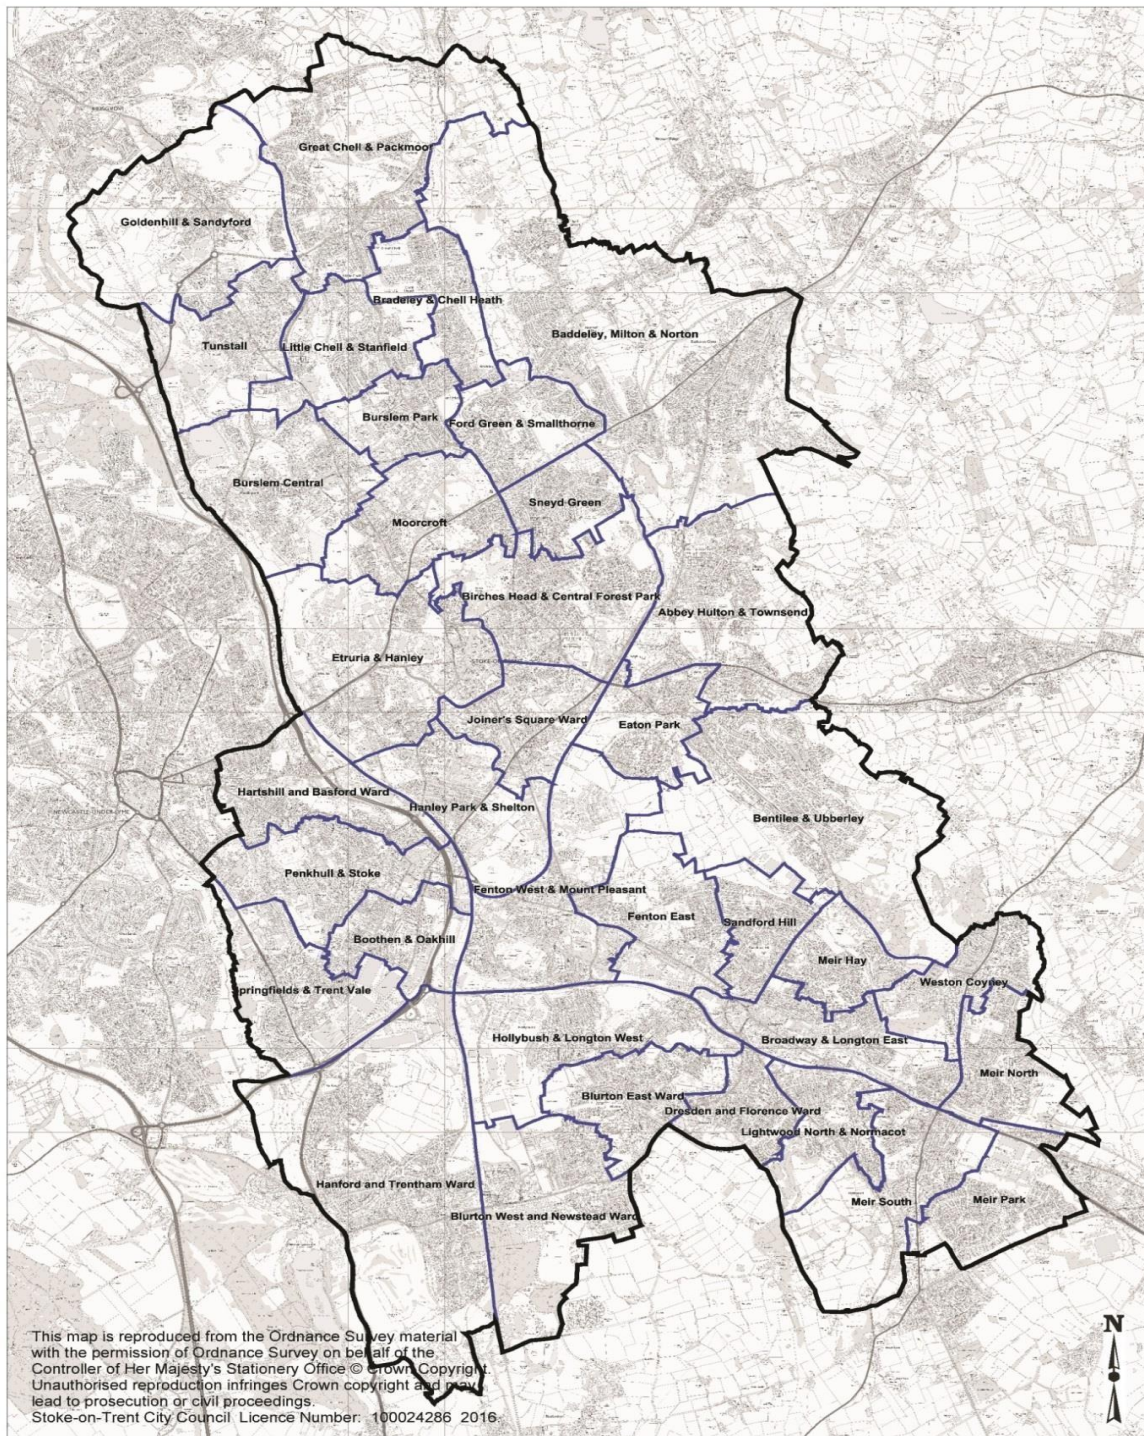 Great Chell & Packmoor
Goldenhill & Sandyford
Bradeley & Chell Heath
Baddeley, Milton & Norton
Tunstall
Little Chell & Stanfield
Burslem Park
Ford Green & Smallthorne
Burslem Central
Sneyd Green
Moorcroft
Birches Head & Central Forest Park
Abbey Hulton & Townsend
Etruria & Hanley
Joiner's Square Ward
Eaton Park
Hartshill and Basford Ward
Hanley Park & Shelton
Bentilee & Ubberley
Penkhull & Stoke
Fenton West & Mount Pleasant
Fenton East
Sandford Hill
Boothen & Oakhill
Meir Hay
Weston Coyney
Springfields & Trent Vale
Hollybush & Longton West
Broadway & Longton East
Meir North
Blurton East Ward
Dresden and Florence Ward
Lightwood North & Normacot
Hanford and Trentham Ward
Meir South
Meir Park
Blurton West and Newstead Ward
This map is reproduced from the Ordnance Survey material
with the permission of Ordnance Survey on behalf of the
Controller of Her Majesty's Stationery Office © Crown Copyright.
Unauthorised reproduction infringes Crown copyright and may
lead to prosecution or civil proceedings.
Stoke-on-Trent City Council Licence Number: 100024286 2016.
N